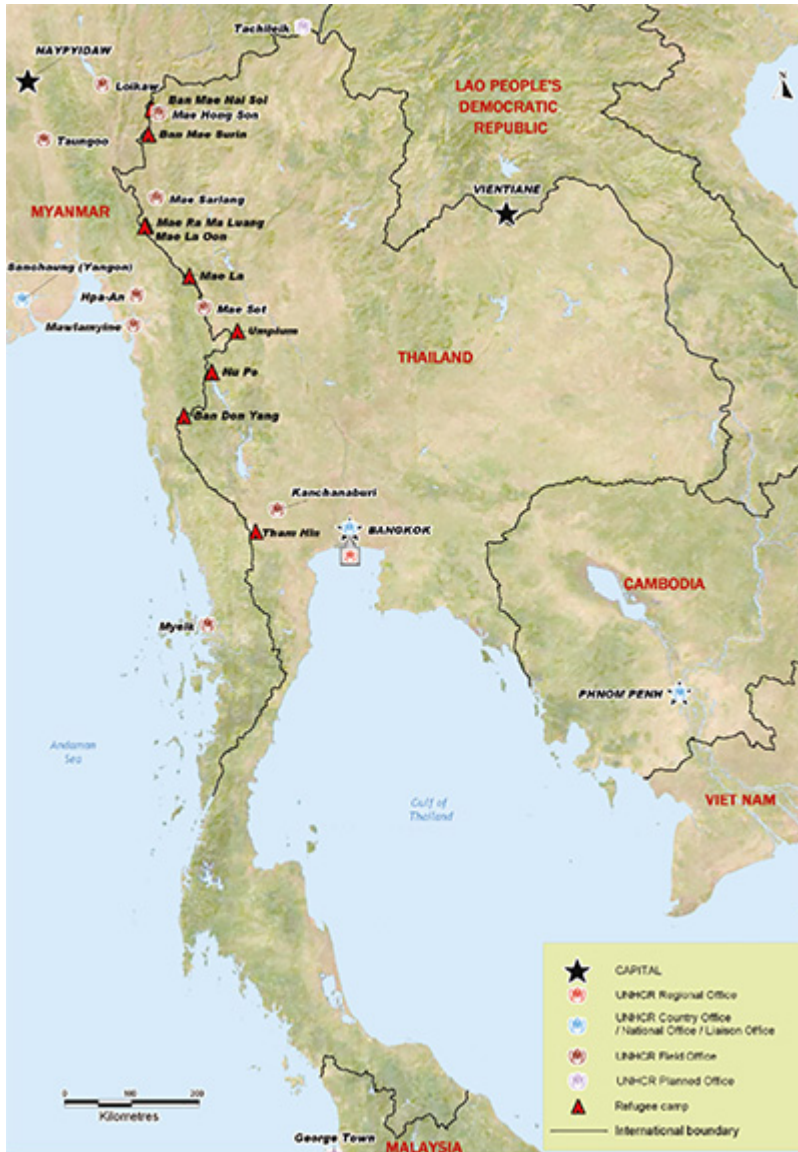 Tachileik
NAYPYIDAW
Loikaw
LAO PEOPLE'S
DEMOCRATIC
REPUBLIC
Ban Mae Nai Soi
Mae Hong Son
Ban Mae Surin
Taungoo
N
VIENTIANE
Mae Sariang
MYANMAR
Mae Ra Ma Luang
Mae La Oon
Sanchaung (Yangon)
Mae La
Hpa-An
Mae Sot
Mawlamyine
Umpium
THAILAND
Nu Po
Ban Don Yang
Kanchanaburi
BANGKOK
Tham Hin
CAMBODIA
Myeik
PHNOM PENH
Andaman
Sea
VIET NAM
Gulf of
Thailand
CAPITAL
UNHCR Regional Office
UNHCR Country Office
/ National Office / Liaison Office
UNHCR Field Office
UNHCR Planned Office
Refugee camp
International boundary
0 100 200
Kilometres
George Town
MALAYSIA